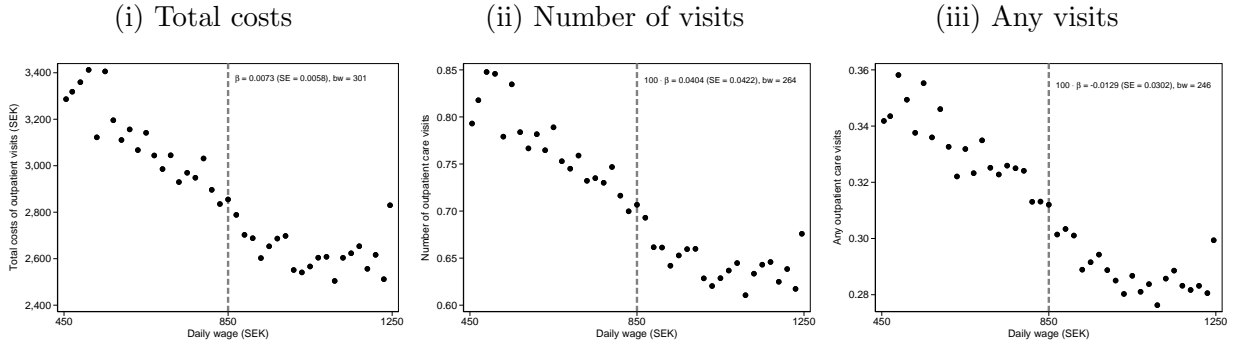 (i) Total costs
(ii) Number of visits
(iii) Any visits
Total costs of outpatient visits (SEK)
3,400
3,200
3,000
2,800
2,600
2,400
β = 0.0073 (SE = 0.0058), bw = 301
450
850
1250
Daily wage (SEK)
Number of outpatient care visits
0.85
0.80
0.75
0.70
0.65
0.60
100 · β = 0.0404 (SE = 0.0422), bw = 264
450
850
1250
Daily wage (SEK)
Any outpatient care visits
0.36
0.34
0.32
0.30
0.28
100 · β = -0.0129 (SE = 0.0302), bw = 246
450
850
1250
Daily wage (SEK)